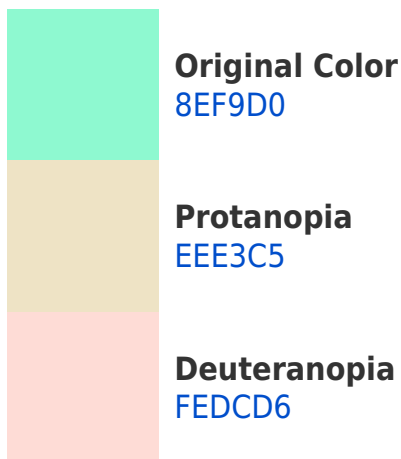 Original Color
8EF9D0
Protanopia
EEE3C5
Deuteranopia
FEDCD6